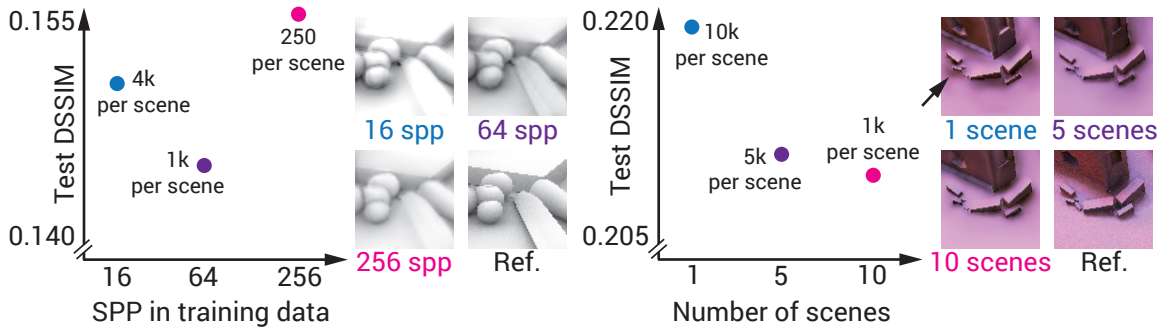 0.155
Test DSSIM
0.140
4k
per scene
1k
per scene
250
per scene
16 64 256
SPP in training data
16 spp
64 spp
256 spp
Ref.
0.220
Test DSSIM
0.205
10k
per scene
5k
per scene
1k
per scene
1 5 10
Number of scenes
1 scene
5 scenes
10 scenes
Ref.